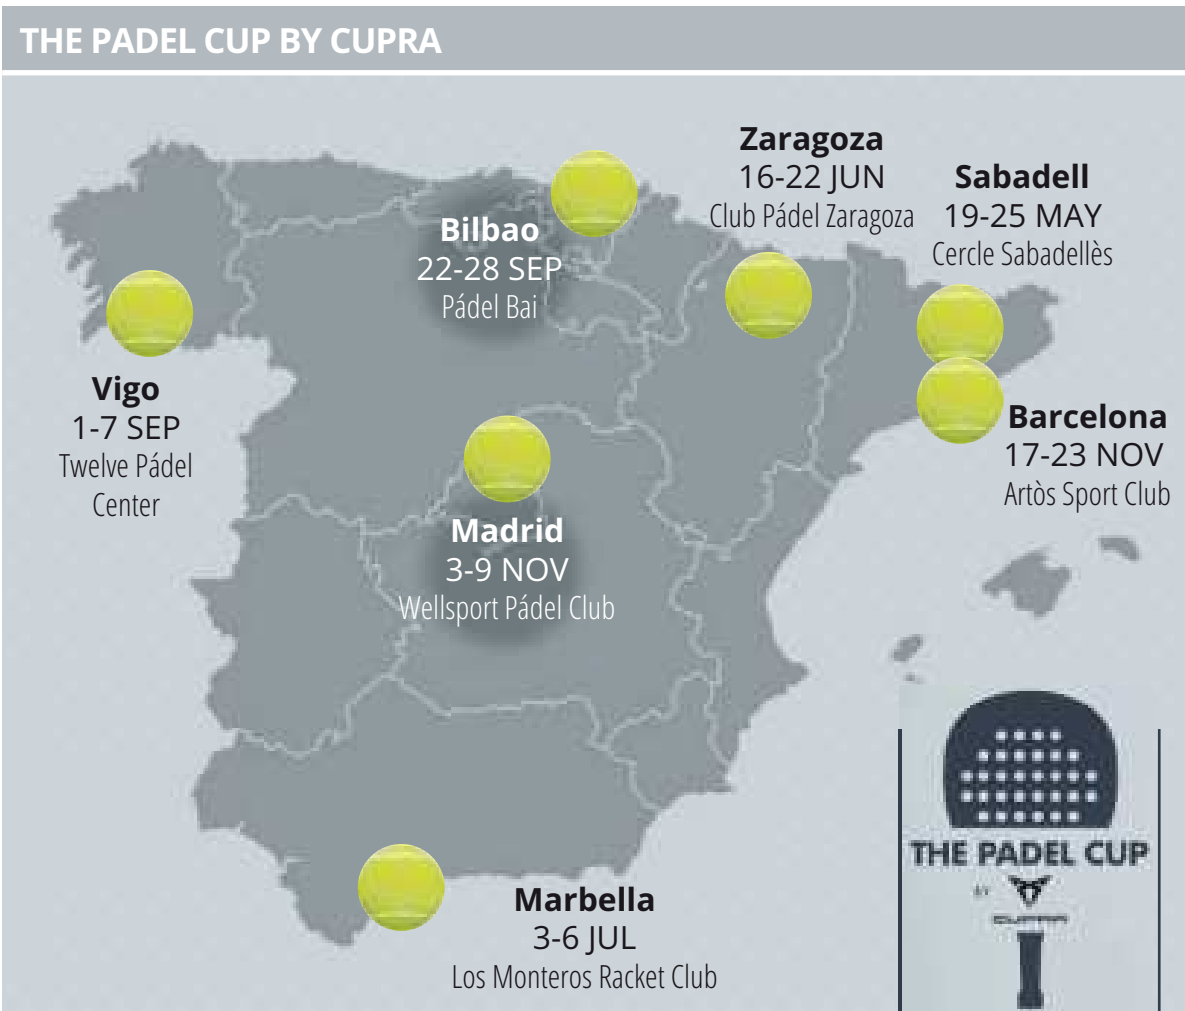 THE PADEL CUP BY CUPRA
Zaragoza
16-22 JUN
Club Pádel Zaragoza
Sabadell
19-25 MAY
Cercle Sabadellès
Bilbao
22-28 SEP
Pádel Bai
Vigo
1-7 SEP
Twelve Pádel
Center
Barcelona
17-23 NOV
Artòs Sport Club
Madrid
3-9 NOV
Wellsport Pádel Club
Marbella
3-6 JUL
Los Monteros Racket Club
THE PADEL CUP
BY
CUPRA